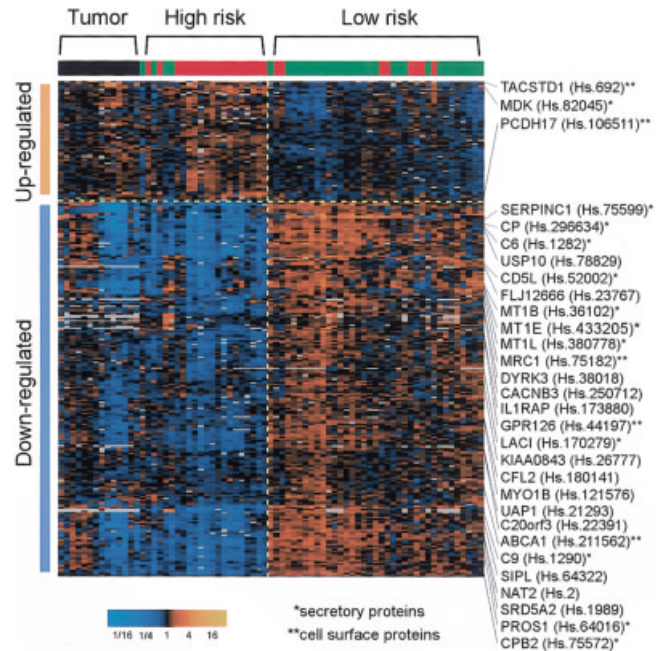 Tumor High risk Low risk
Up-regulated
Down-regulated
TACSTD1 (Hs.692)**
MDK (Hs.82045)*
PCDH17 (Hs.106511)**
SERPINC1 (Hs.75599)*
CP (Hs.296634)*
C6 (Hs.1282)*
USP10 (Hs.78829)
CD5L (Hs.52002)*
FLJ12666 (Hs.23767)
MT1B (Hs.36102)*
MT1E (Hs.433205)*
MT1L (Hs.380778)*
MRC1 (Hs.75182)**
DYRK3 (Hs.38018)
CACNB3 (Hs.250712)
IL1RAP (Hs.173880)
GPR126 (Hs.44197)**
LACI (Hs.170279)*
KIAA0843 (Hs.26777)
CFL2 (Hs.180141)
MYO1B (Hs.121576)
UAP1 (Hs.21293)
C20orf3 (Hs.22391)
ABCA1 (Hs.211562)**
C9 (Hs.1290)*
SIPL (Hs.64322)
NAT2 (Hs.2)
SRD5A2 (Hs.1989)
PROS1 (Hs.64016)*
CPB2 (Hs.75572)*
1/16 1/4 1 4 16
*secretory proteins
**cell surface proteins